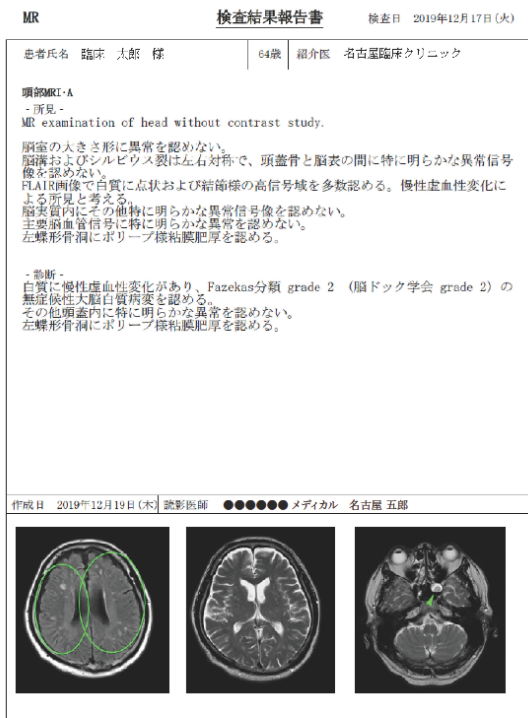 MR 検査結果報告書 検査日 2019年12月17日(火)
患者氏名 臨床 太郎 様 64歳 紹介医 名古屋臨床クリニック
頭部MRI・A
- 所見 -
MR examination of head without contrast study.
脳室の大きさ形に異常を認めない。
脳溝およびシルビウス裂は左右対称で、頭蓋骨と脳表の間に特に明らかな異常信号
像を認めない。
FLAIR画像で白質に点状および結節様の高信号域を多数認める。慢性虚血性変化に
よる所見と考える。
脳実質内にその他特に明らかな異常信号像を認めない。
主要脳血管信号に特に明らかな異常を認めない。
左蝶形骨洞にポリープ様粘膜肥厚を認める。
- 診断 -
白質に慢性虚血性変化があり、Fazekas分類 grade 2 （脳ドック学会 grade 2）の
無症候性大脳白質病変を認める。
その他頭蓋内に特に明らかな異常を認めない。
左蝶形骨洞にポリープ様粘膜肥厚を認める。
作成日 2019年12月19日(木) 読影医師 ●●●●●●メディカル 名古屋 五郎